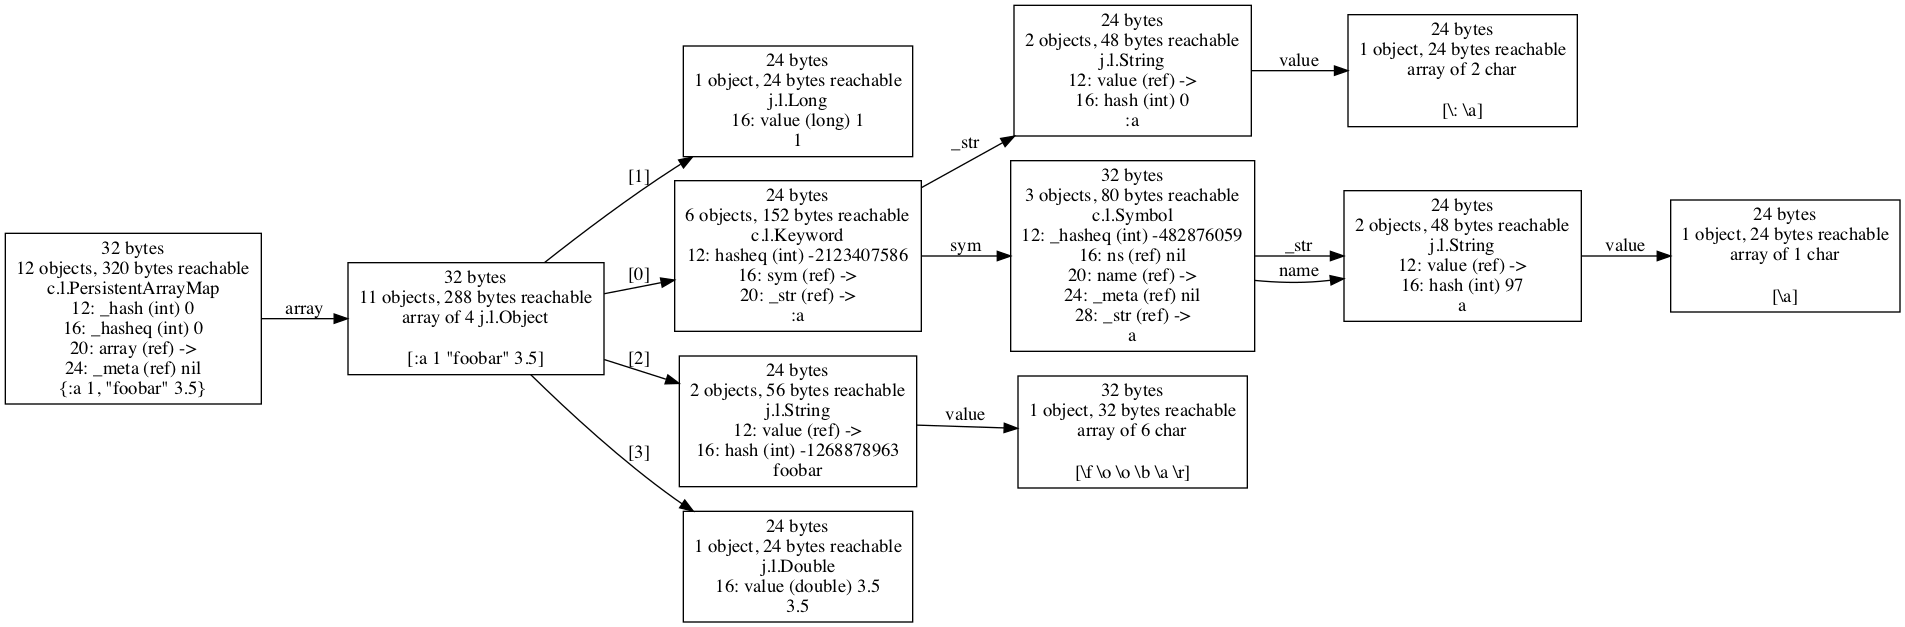 32 bytes
12 objects, 320 bytes reachable
c.l.PersistentArrayMap
12: _hash (int) 0
16: _hasheq (int) 0
20: array (ref) ->
24: _meta (ref) nil
{:a 1, "foobar" 3.5}
array
32 bytes
11 objects, 288 bytes reachable
array of 4 j.l.Object
[:a 1 "foobar" 3.5]
[1]
[0]
[2]
[3]
24 bytes
1 object, 24 bytes reachable
j.l.Long
16: value (long) 1
1
24 bytes
6 objects, 152 bytes reachable
c.l.Keyword
12: hasheq (int) -2123407586
16: sym (ref) ->
20: _str (ref) ->
:a
24 bytes
2 objects, 56 bytes reachable
j.l.String
12: value (ref) ->
16: hash (int) -1268878963
foobar
24 bytes
1 object, 24 bytes reachable
j.l.Double
16: value (double) 3.5
3.5
_str
sym
value
24 bytes
2 objects, 48 bytes reachable
j.l.String
12: value (ref) ->
16: hash (int) 0
:a
32 bytes
3 objects, 80 bytes reachable
c.l.Symbol
12: _hasheq (int) -482876059
16: ns (ref) nil
20: name (ref) ->
24: _meta (ref) nil
28: _str (ref) ->
a
32 bytes
1 object, 32 bytes reachable
array of 6 char
[\f \o \o \b \a \r]
value
_str
name
24 bytes
1 object, 24 bytes reachable
array of 2 char
[\: \a]
24 bytes
2 objects, 48 bytes reachable
j.l.String
12: value (ref) ->
16: hash (int) 97
a
value
24 bytes
1 object, 24 bytes reachable
array of 1 char
[\a]